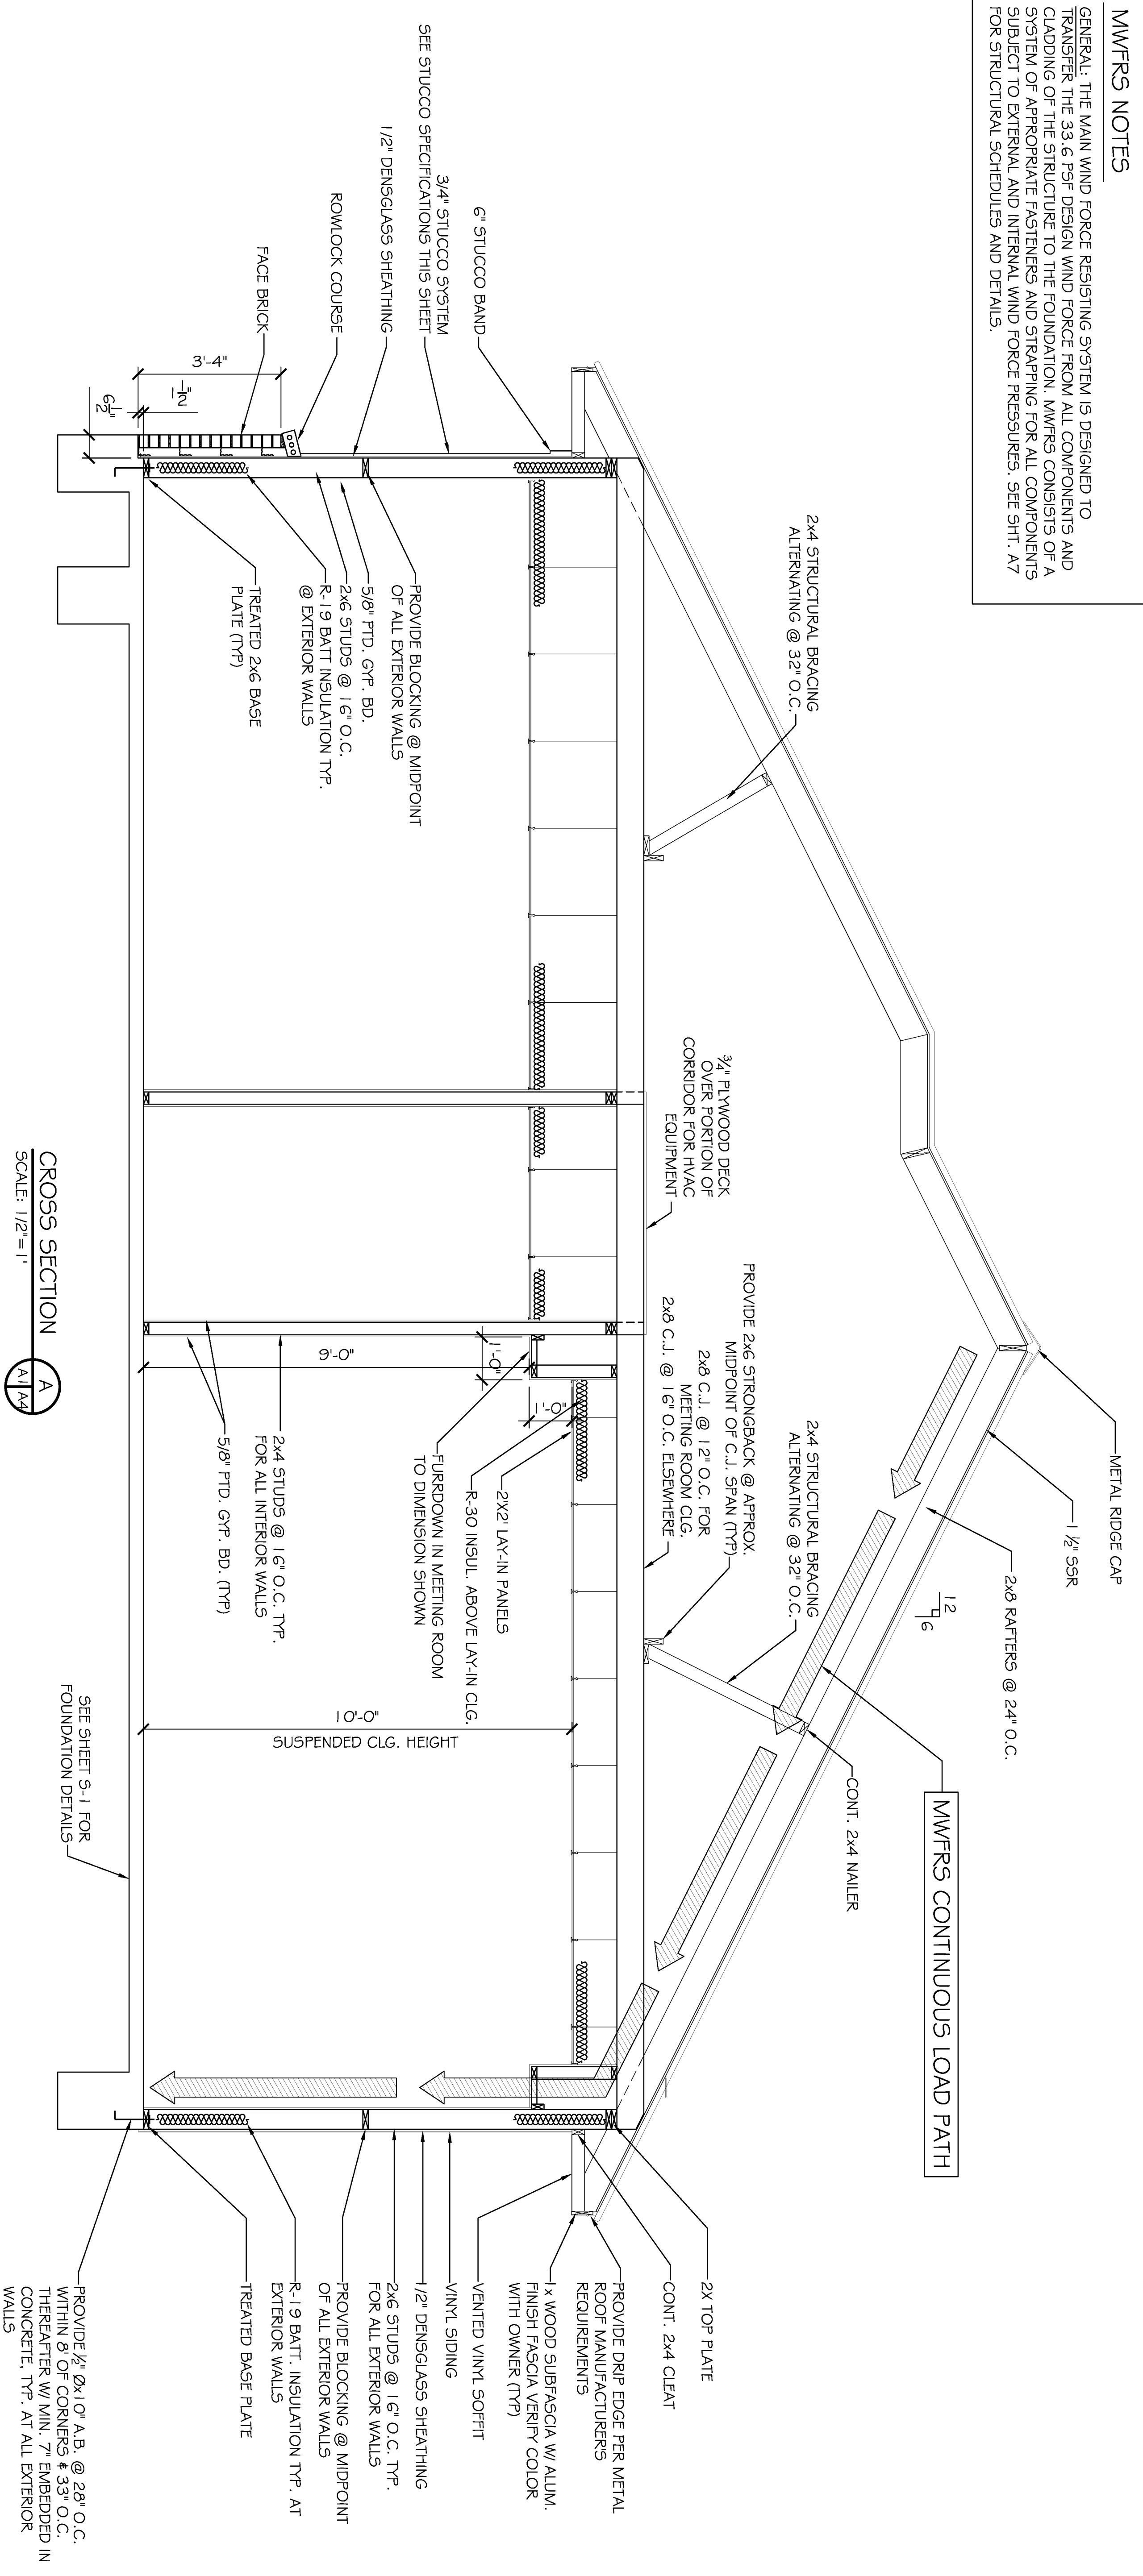 MWFRS NOTES
GENERAL: THE MAIN WIND FORCE RESISTING SYSTEM IS DESIGNED TO
TRANSFER THE 33.6 PSF DESIGN WIND FORCE FROM ALL COMPONENTS AND
CLADDING OF THE STRUCTURE TO THE FOUNDATION. MWFRS CONSISTS OF A
SYSTEM OF APPROPRIATE FASTENERS AND STRAPPING FOR ALL COMPONENTS
SUBJECT TO EXTERNAL AND INTERNAL WIND FORCE PRESSURES. SEE SHT. A7
FOR STRUCTURAL SCHEDULES AND DETAILS.
METAL RIDGE CAP
1 ½" SSR
2x8 RAFTERS @ 24" O.C.
12
6
MWFRS CONTINUOUS LOAD PATH
CONT. 2x4 NAILER
2x4 STRUCTURAL BRACING
ALTERNATING @ 32" O.C.
2x4 STRUCTURAL BRACING
ALTERNATING @ 32" O.C.
PROVIDE 2x6 STRONGBACK @ APPROX.
MIDPOINT OF C.J. SPAN (TYP)
2x8 C.J. @ 12" O.C. FOR
MEETING ROOM CLG.
2x8 C.J. @ 16" O.C. ELSEWHERE
¾" PLYWOOD DECK
OVER PORTION OF
CORRIDOR FOR HVAC
EQUIPMENT
6" STUCCO BAND
3/4" STUCCO SYSTEM
SEE STUCCO SPECIFICATIONS THIS SHEET
1/2" DENSGLASS SHEATHING
ROWLOCK COURSE
FACE BRICK
3'-4"
1½"
6½"
PROVIDE BLOCKING @ MIDPOINT
OF ALL EXTERIOR WALLS
5/8" PTD. GYP. BD.
2x6 STUDS @ 16" O.C.
R-19 BATT INSULATION TYP.
@ EXTERIOR WALLS
TREATED 2x6 BASE
PLATE (TYP)
9'-0"
1'-0"
1'-0"
2'X2' LAY-IN PANELS
R-30 INSUL. ABOVE LAY-IN CLG.
FURRDOWN IN MEETING ROOM
TO DIMENSION SHOWN
2x4 STUDS @ 16" O.C. TYP.
FOR ALL INTERIOR WALLS
5/8" PTD. GYP. BD. (TYP)
10'-0"
SUSPENDED CLG. HEIGHT
SEE SHEET S-1 FOR
FOUNDATION DETAILS
2X TOP PLATE
CONT. 2x4 CLEAT
PROVIDE DRIP EDGE PER METAL
ROOF MANUFACTURER'S
REQUIREMENTS
1x WOOD SUBFASCIA W/ ALUM.
FINISH FASCIA VERIFY COLOR
WITH OWNER (TYP)
VENTED VINYL SOFFIT
VINYL SIDING
1/2" DENSGLASS SHEATHING
2x6 STUDS @ 16" O.C. TYP.
FOR ALL EXTERIOR WALLS
PROVIDE BLOCKING @ MIDPOINT
OF ALL EXTERIOR WALLS
R-19 BATT. INSULATION TYP. AT
EXTERIOR WALLS
TREATED BASE PLATE
PROVIDE ½" Øx10" A.B. @ 28" O.C.
WITHIN 8' OF CORNERS & 33" O.C.
THEREAFTER W/ MIN. 7" EMBEDDED IN
CONCRETE, TYP. AT ALL EXTERIOR
WALLS
CROSS SECTION
SCALE: 1/2"=1'
A
A1 A4